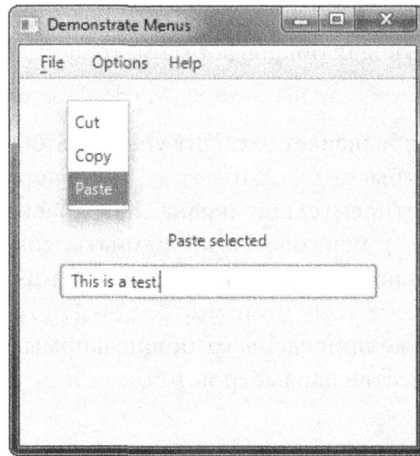 Demonstrate Menus
File Options Help
Cut
Copy
Paste
Paste selected
This is a test.